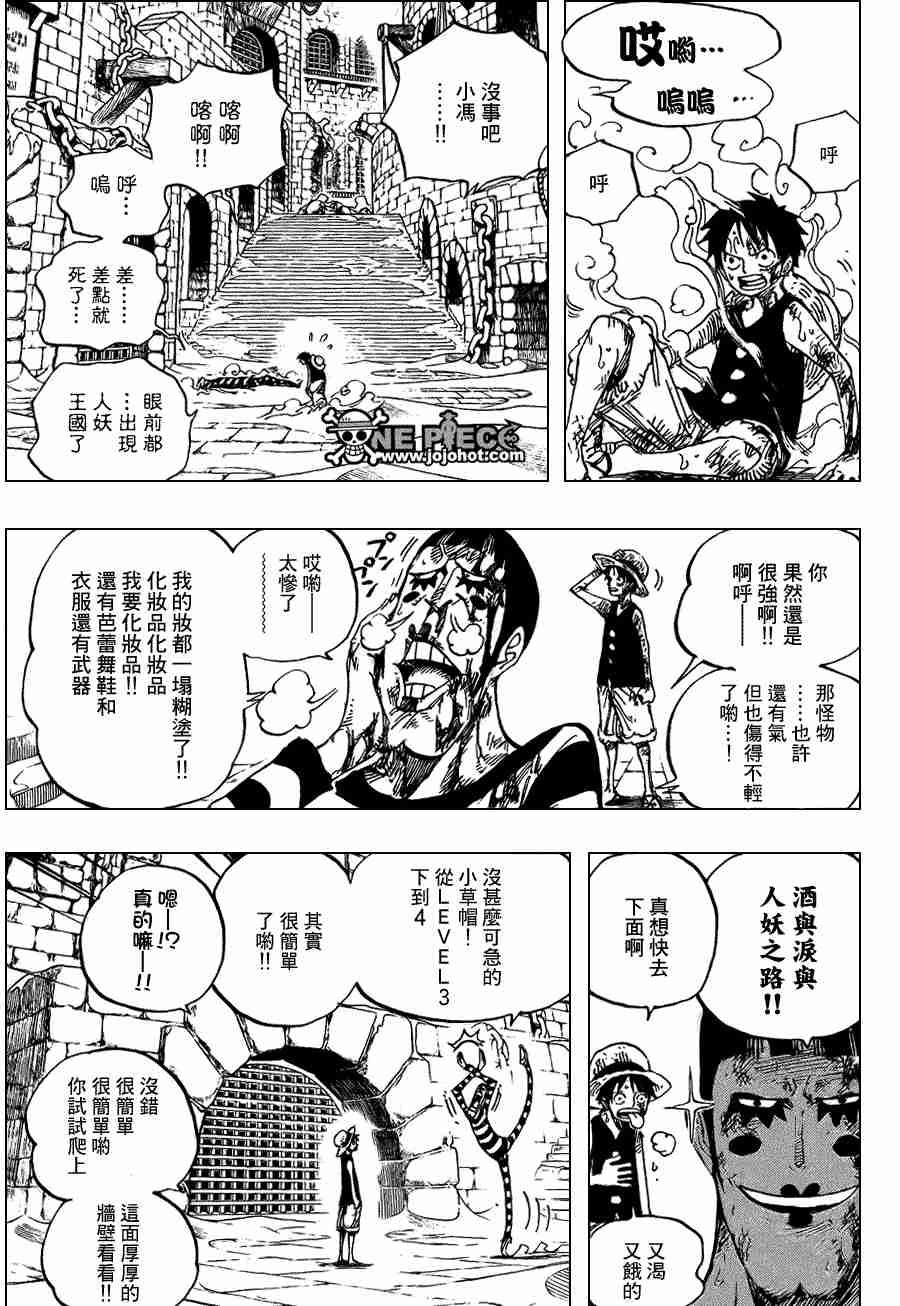 哎喲…
嗚嗚…
呼
呼
沒事吧
小馮
……!!
喀啊
喀啊!!
呼…
嗚
差……
差點就
死了…
眼前都
…出現
人妖
王國了
ONE PIECE
www.jojohot.com
你
果然還是
很強啊!!
啊呼——
那怪物
……也許
還有氣
但也傷得不輕
了喲…!
哎喲——
太慘了
我的妝都一塌糊塗了!!
化妝品化妝品
我要化妝品!!
還有芭蕾舞鞋和
衣服還有武器
酒與淚與
人妖之路!!
真想快去
下面啊
又渴
又餓的
沒甚麼可急的
小草帽!
從LEVEL3
下到4
其實
很簡單
了喲!!
嗯—!?
真的嘛—!!
沒錯
很簡單
很簡單喲
你試試爬上
這面厚厚的
牆壁看看!!